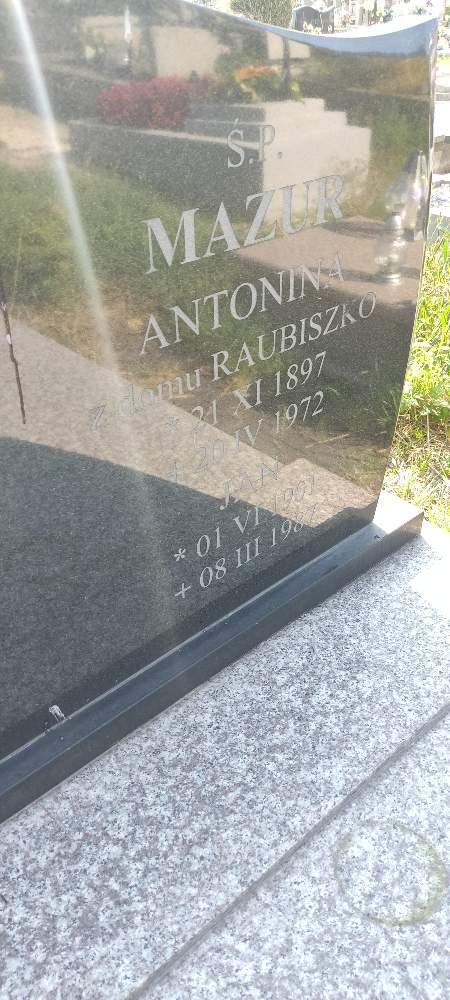 Ś.P.
MAZUR
ANTONINA
z domu RAUBISZKO
* 21 XI 1897
+ 20 IV 1972
JAN
* 01 VI 1901
+ 08 III 1987